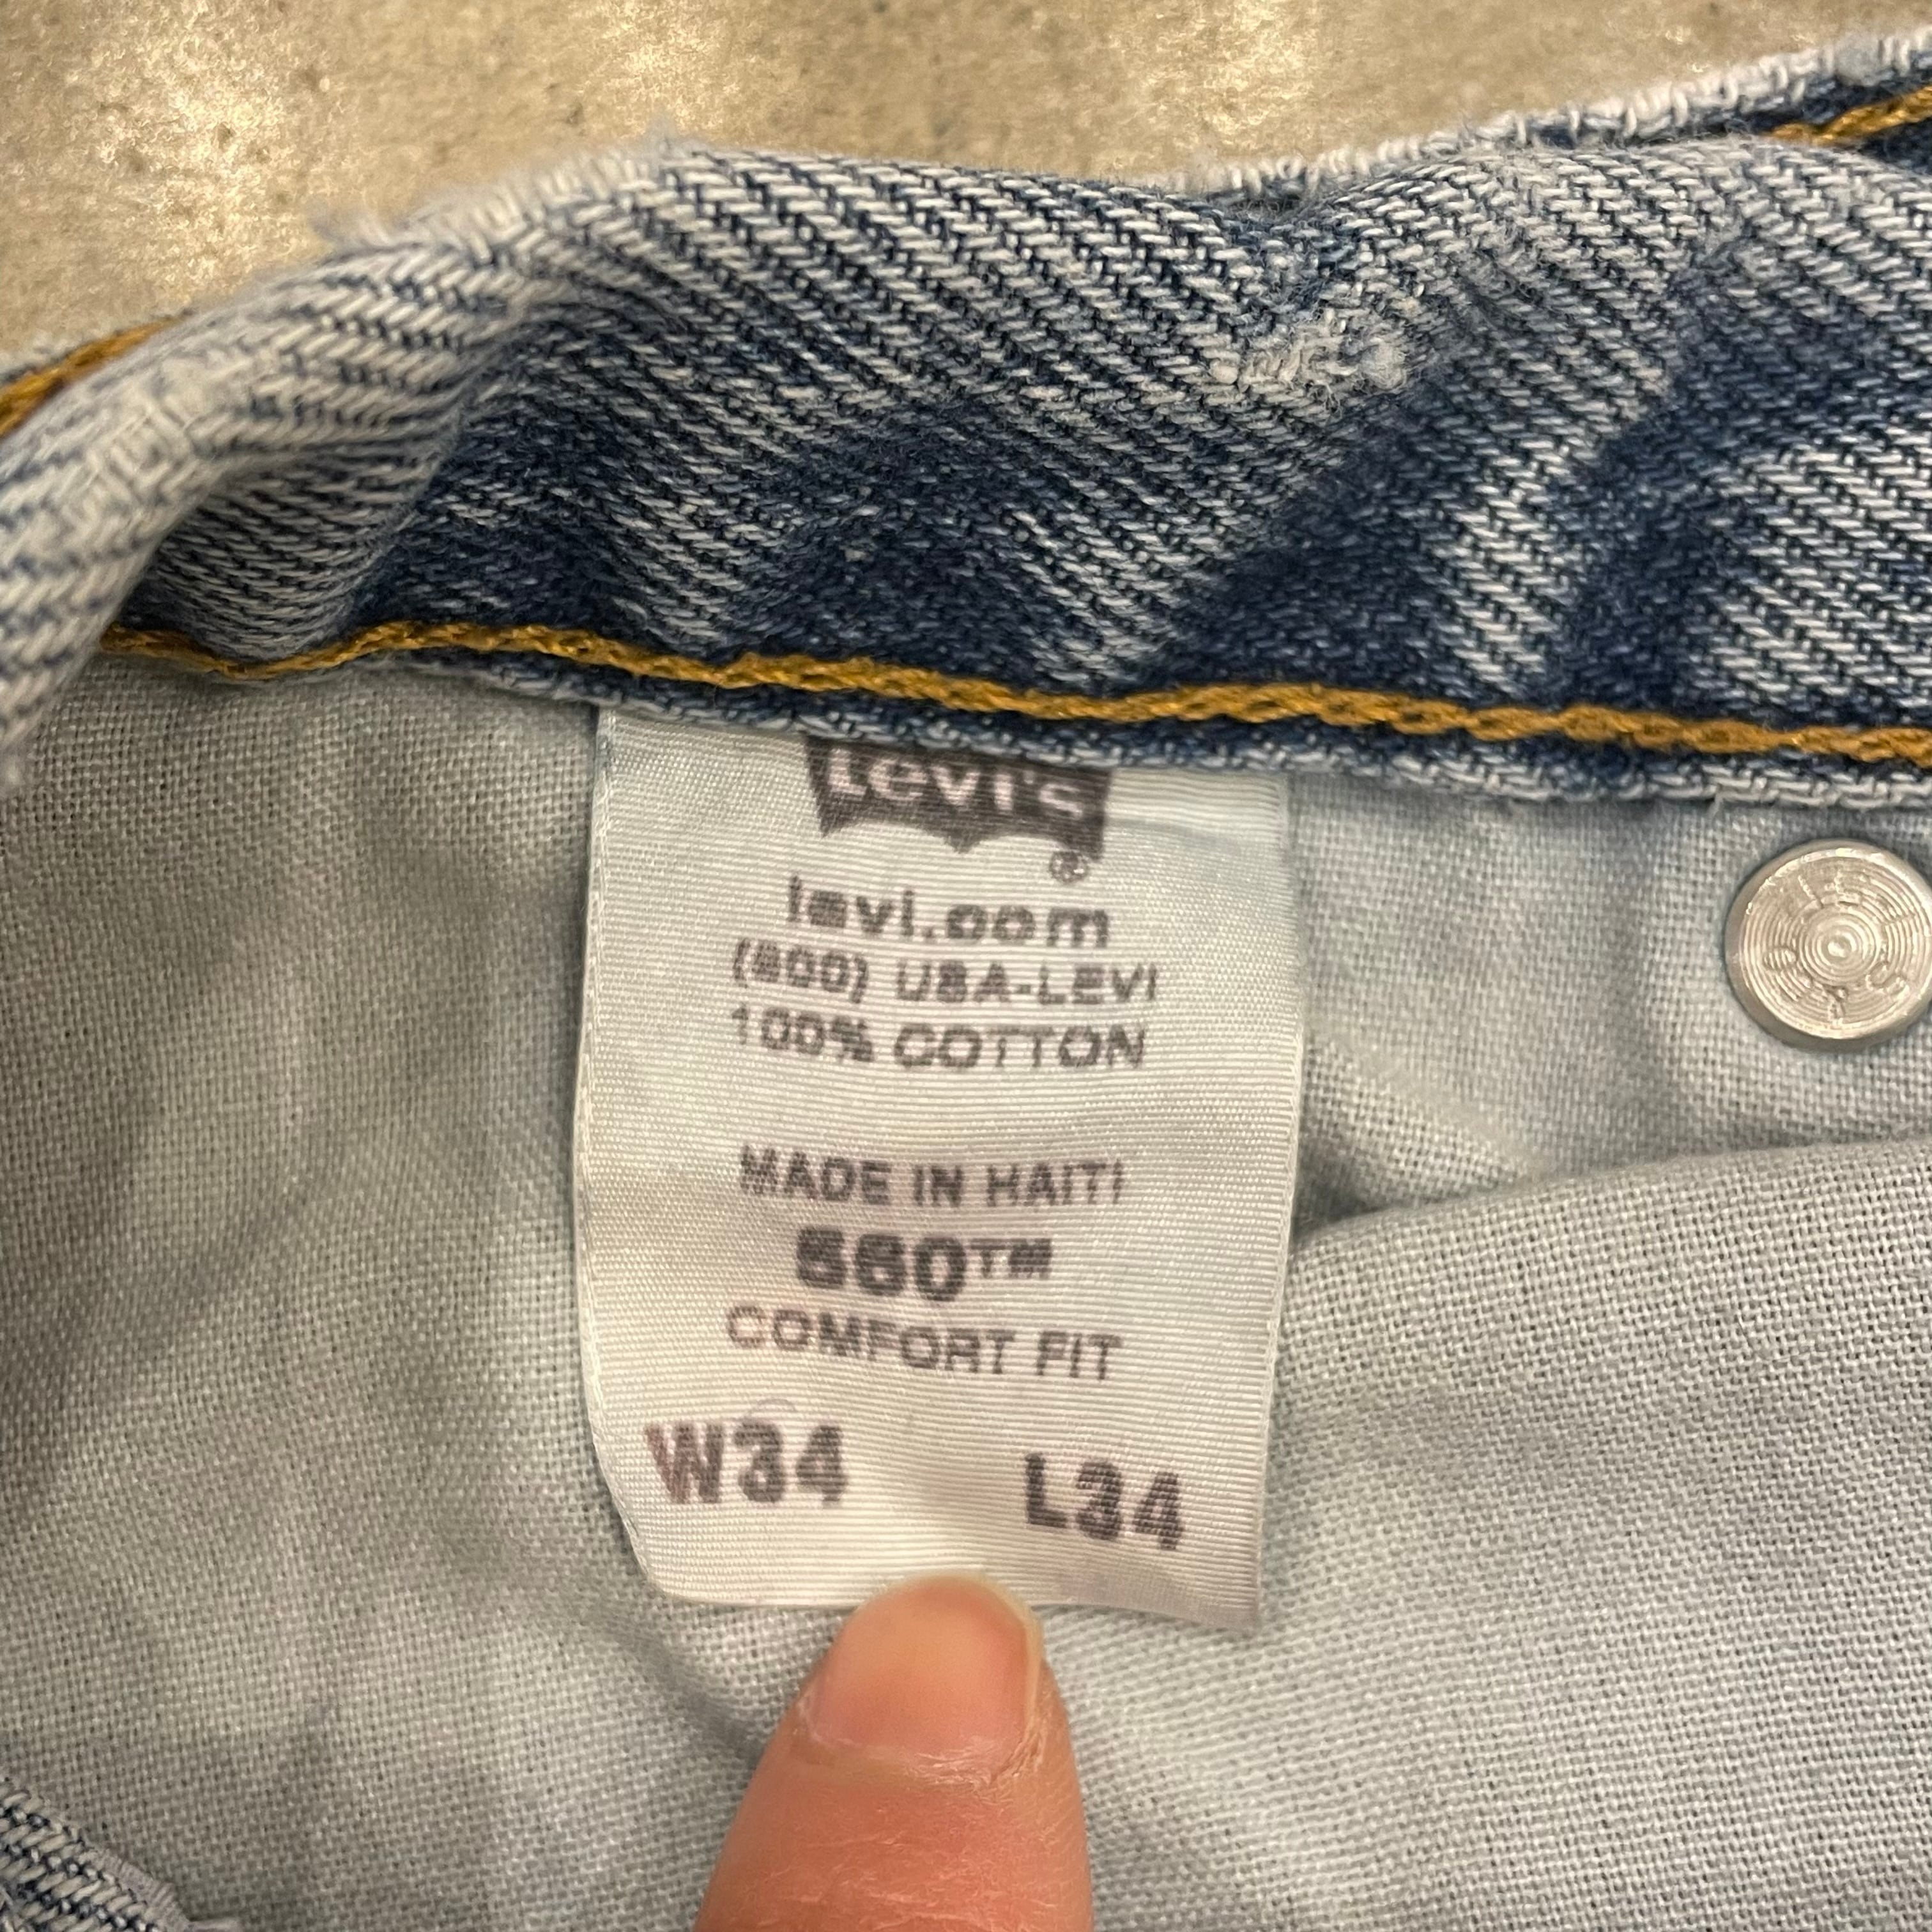 Levi's
®
levi.com
(800) USA-LEVI
100% COTTON
MADE IN HAITI
560™
COMFORT FIT
W34 L34